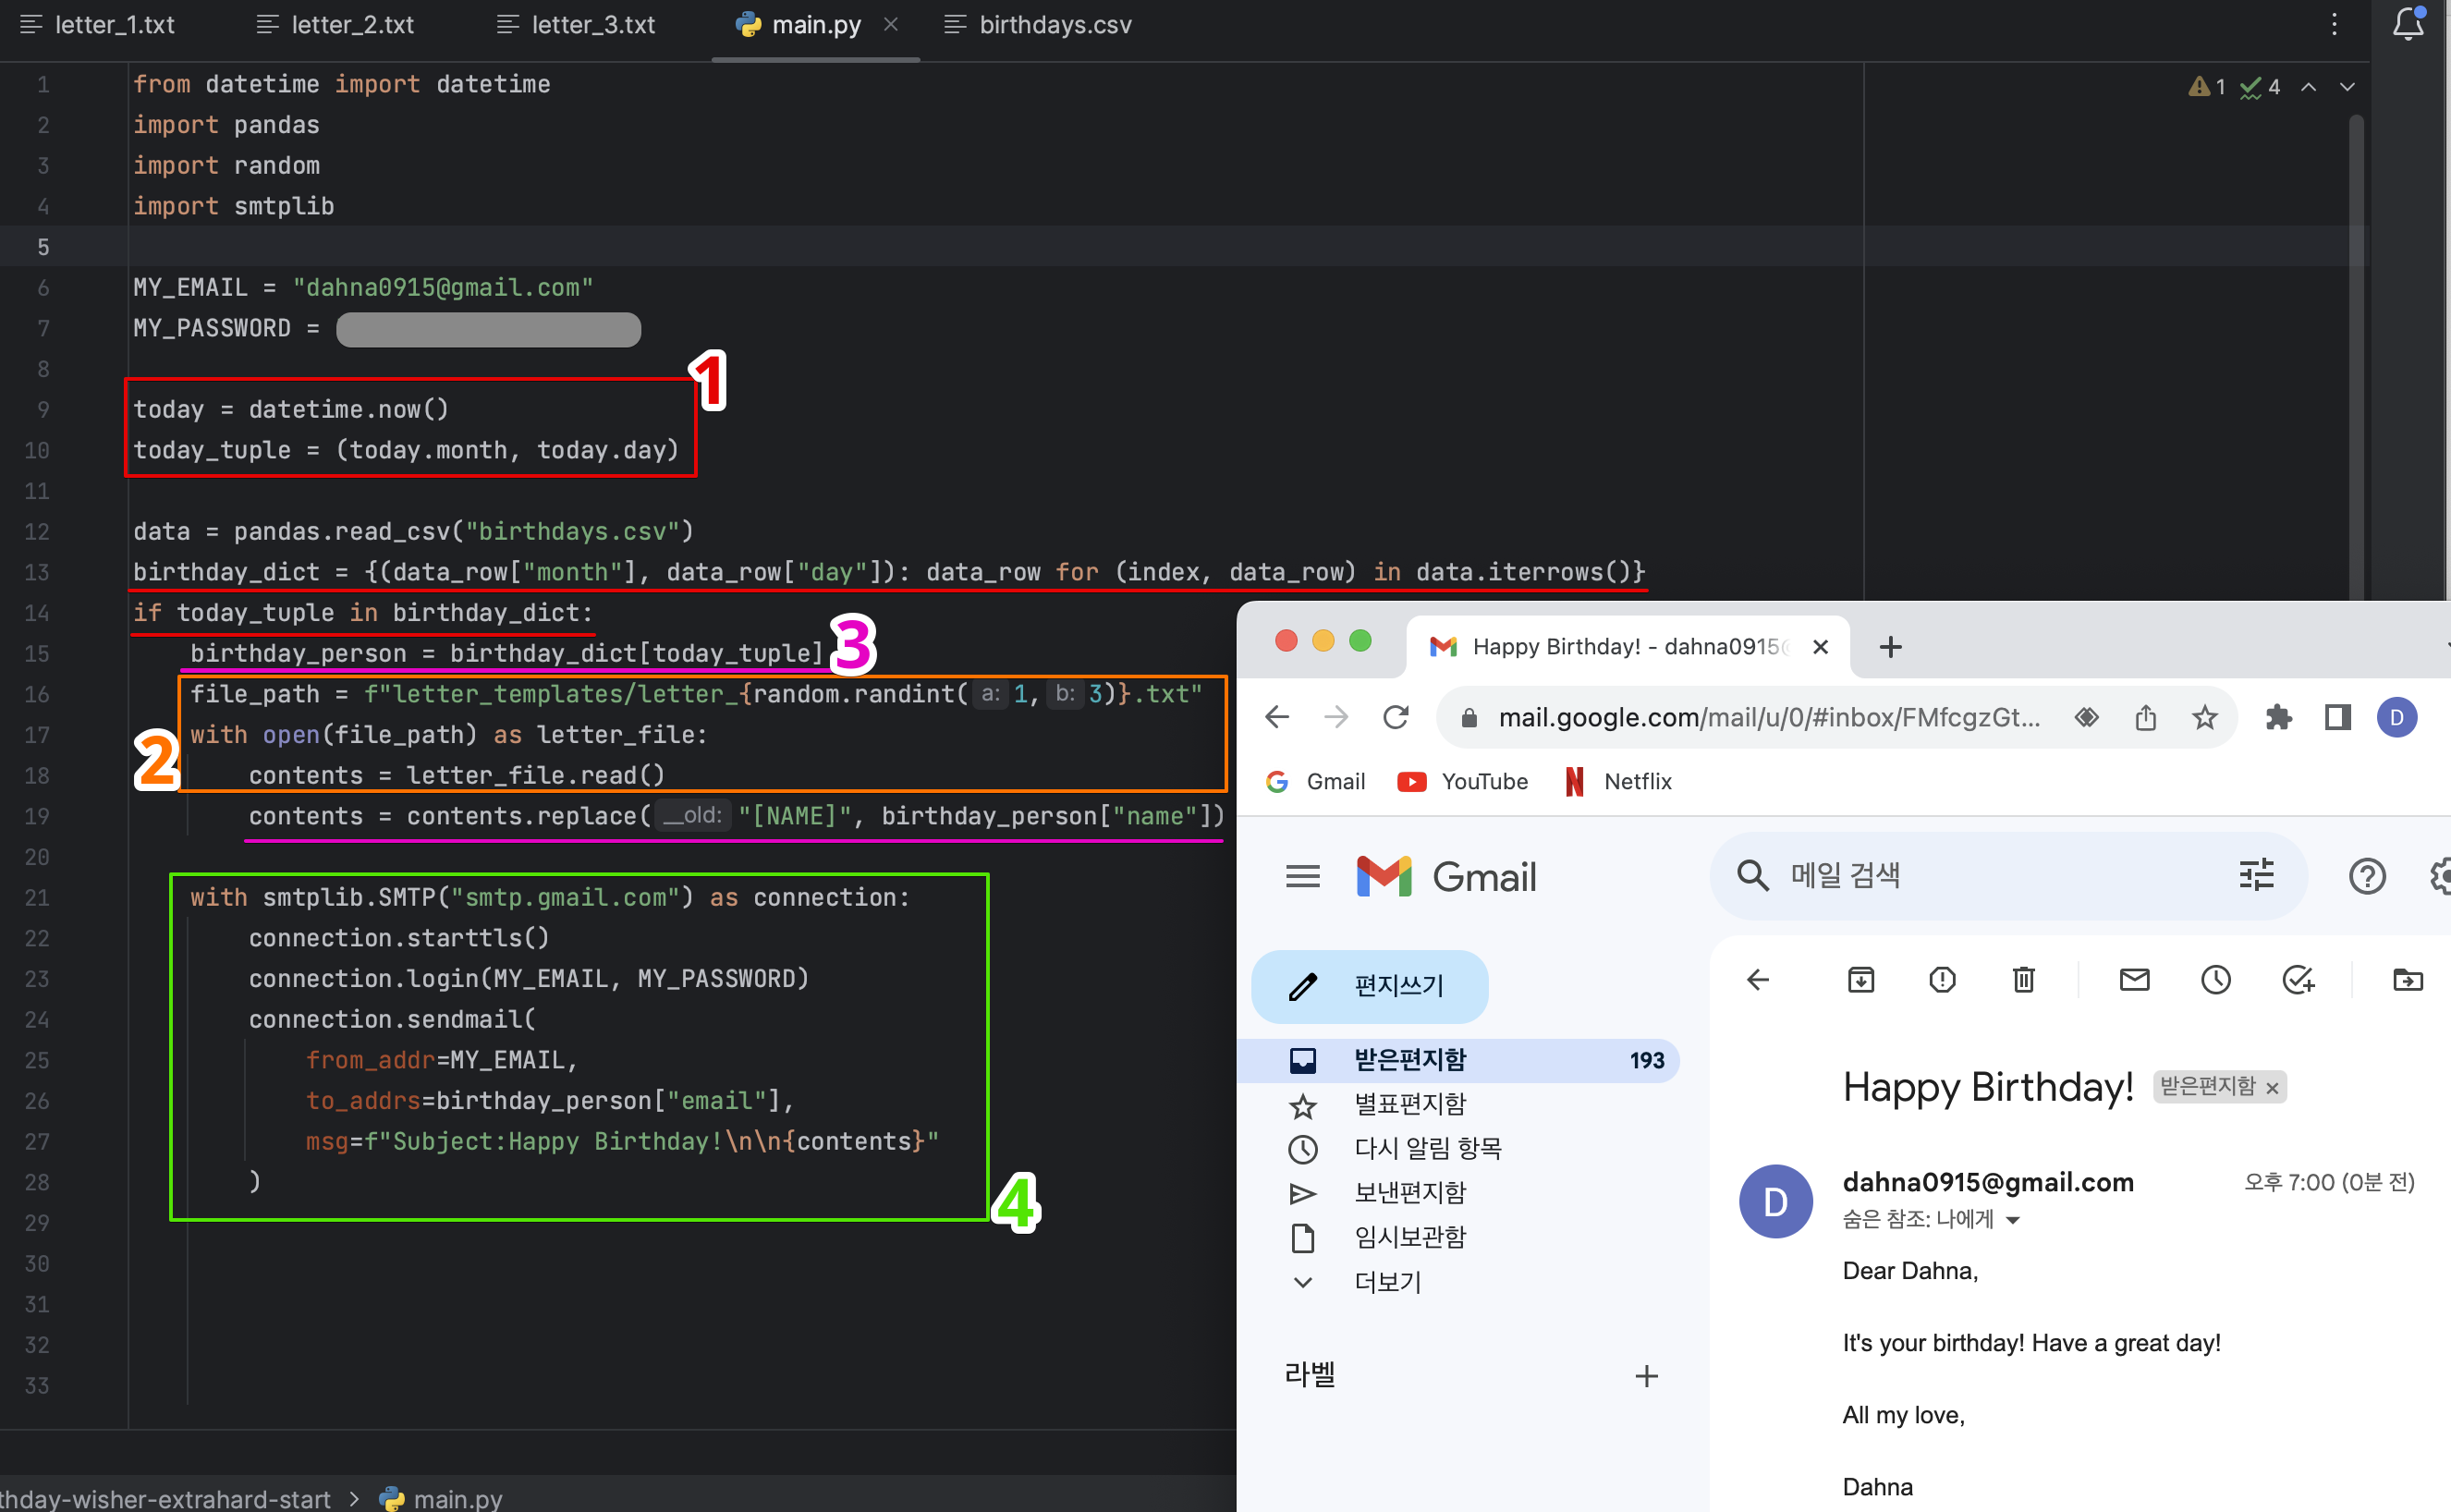 letter_1.txt letter_2.txt letter_3.txt main.py birthdays.csv
1 from datetime import datetime
2 import pandas
3 import random
4 import smtplib
5
6 MY_EMAIL = "dahna0915@gmail.com"
7 MY_PASSWORD =
8
9 today = datetime.now()
10 today_tuple = (today.month, today.day)
11
12 data = pandas.read_csv("birthdays.csv")
13 birthday_dict = {(data_row["month"], data_row["day"]): data_row for (index, data_row) in data.iterrows()}
14 if today_tuple in birthday_dict:
15 birthday_person = birthday_dict[today_tuple]
16 file_path = f"letter_templates/letter_{random.randint( a: 1, b: 3)}.txt"
17 with open(file_path) as letter_file:
18 contents = letter_file.read()
19 contents = contents.replace( __old: "[NAME]", birthday_person["name"])
20
21 with smtplib.SMTP("smtp.gmail.com") as connection:
22 connection.starttls()
23 connection.login(MY_EMAIL, MY_PASSWORD)
24 connection.sendmail(
25 from_addr=MY_EMAIL,
26 to_addrs=birthday_person["email"],
27 msg=f"Subject:Happy Birthday!\n\n{contents}"
28 )
29
30
31
32
33
1
3
2
4
1 4
thday-wisher-extrahard-start > main.py
Happy Birthday! - dahna0915
mail.google.com/mail/u/0/#inbox/FMfcgzGt...
D
Gmail YouTube Netflix
Gmail
메일 검색
편지쓰기
받은편지함 193
별표편지함
다시 알림 항목
보낸편지함
임시보관함
더보기
라벨
Happy Birthday! 받은편지함 ×
D
dahna0915@gmail.com 오후 7:00 (0분 전)
숨은 참조: 나에게
Dear Dahna,
It's your birthday! Have a great day!
All my love,
Dahna